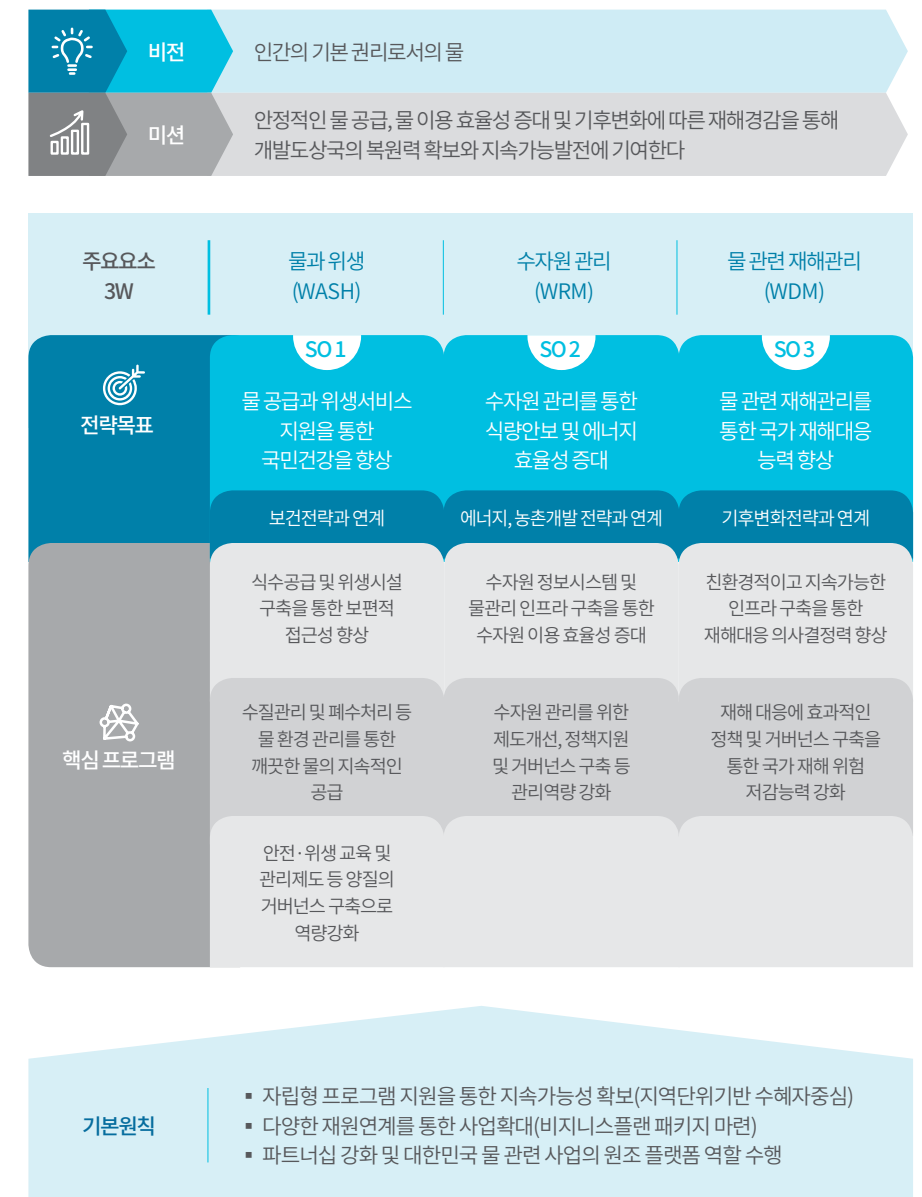 비전
인간의 기본 권리로서의 물
미션
안정적인 물 공급, 물 이용 효율성 증대 및 기후변화에 따른 재해경감을 통해
개발도상국의 복원력 확보와 지속가능발전에 기여한다
주요요소
3W
물과 위생
(WASH)
수자원 관리
(WRM)
물 관련 재해관리
(WDM)
전략목표
SO 1
물 공급과 위생서비스
지원을 통한
국민건강을 향상
보건전략과 연계
SO 2
수자원 관리를 통한
식량안보 및 에너지
효율성 증대
에너지, 농촌개발 전략과 연계
SO 3
물 관련 재해관리를
통한 국가 재해대응
능력 향상
기후변화전략과 연계
핵심 프로그램
식수공급 및 위생시설
구축을 통한 보편적
접근성 향상
수자원 정보시스템 및
물관리 인프라 구축을 통한
수자원 이용 효율성 증대
친환경적이고 지속가능한
인프라 구축을 통한
재해대응 의사결정력 향상
수질관리 및 폐수처리 등
물 환경 관리를 통한
깨끗한 물의 지속적인
공급
수자원 관리를 위한
제도개선, 정책지원
및 거버넌스 구축 등
관리역량 강화
재해 대응에 효과적인
정책 및 거버넌스 구축을
통한 국가 재해 위험
저감능력 강화
안전·위생 교육 및
관리제도 등 양질의
거버넌스 구축으로
역량강화
기본원칙
▪ 자립형 프로그램 지원을 통한 지속가능성 확보(지역단위기반 수혜자중심)
▪ 다양한 재원연계를 통한 사업확대(비지니스플랜 패키지 마련)
▪ 파트너십 강화 및 대한민국 물 관련 사업의 원조 플랫폼 역할 수행